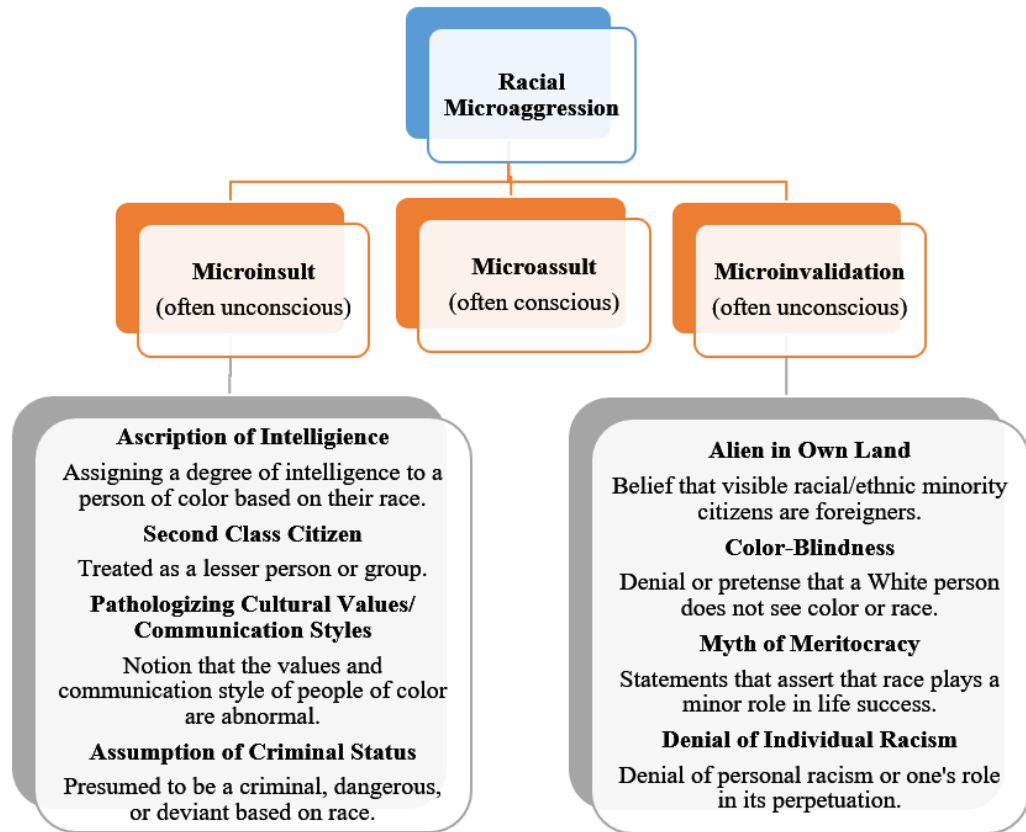 Racial
Microaggression
Microinsult
(often unconscious)
Microassult
(often conscious)
Microinvalidation
(often unconscious)
Ascription of Intelligience
Assigning a degree of intelligence to a
person of color based on their race.
Second Class Citizen
Treated as a lesser person or group.
Pathologizing Cultural Values/
Communication Styles
Notion that the values and
communication style of people of color
are abnormal.
Assumption of Criminal Status
Presumed to be a criminal, dangerous,
or deviant based on race.
Alien in Own Land
Belief that visible racial/ethnic minority
citizens are foreigners.
Color-Blindness
Denial or pretense that a White person
does not see color or race.
Myth of Meritocracy
Statements that assert that race plays a
minor role in life success.
Denial of Individual Racism
Denial of personal racism or one's role
in its perpetuation.